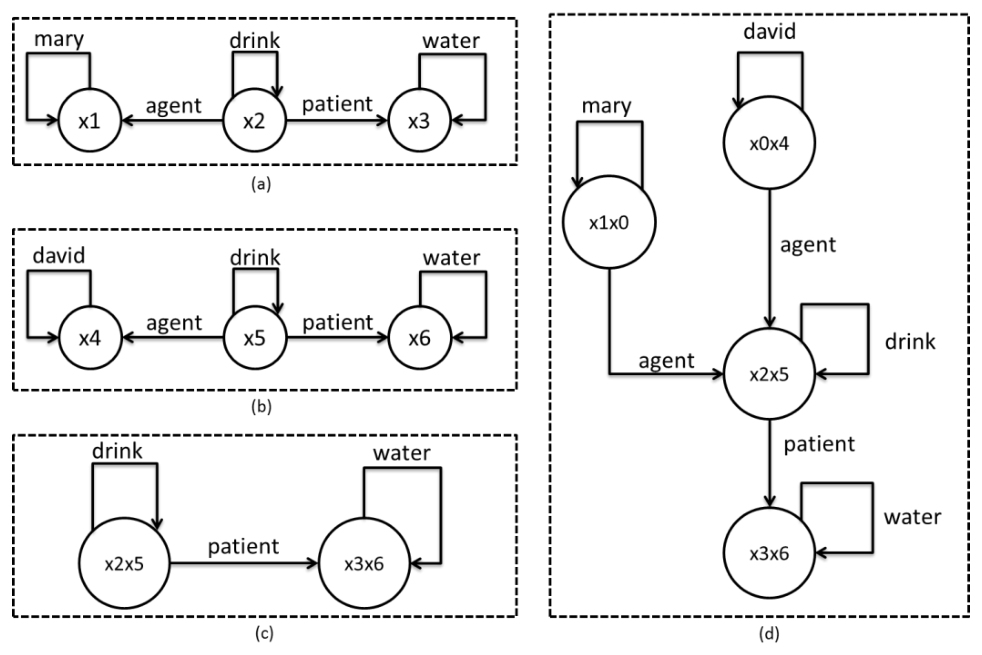 mary
drink
water
x1
agent
x2
patient
x3
(a)
david
drink
water
x4
agent
x5
patient
x6
(b)
drink
water
x2x5
patient
x3x6
(c)
david
mary
x0x4
x1x0
agent
agent
x2x5
drink
patient
x3x6
water
(d)